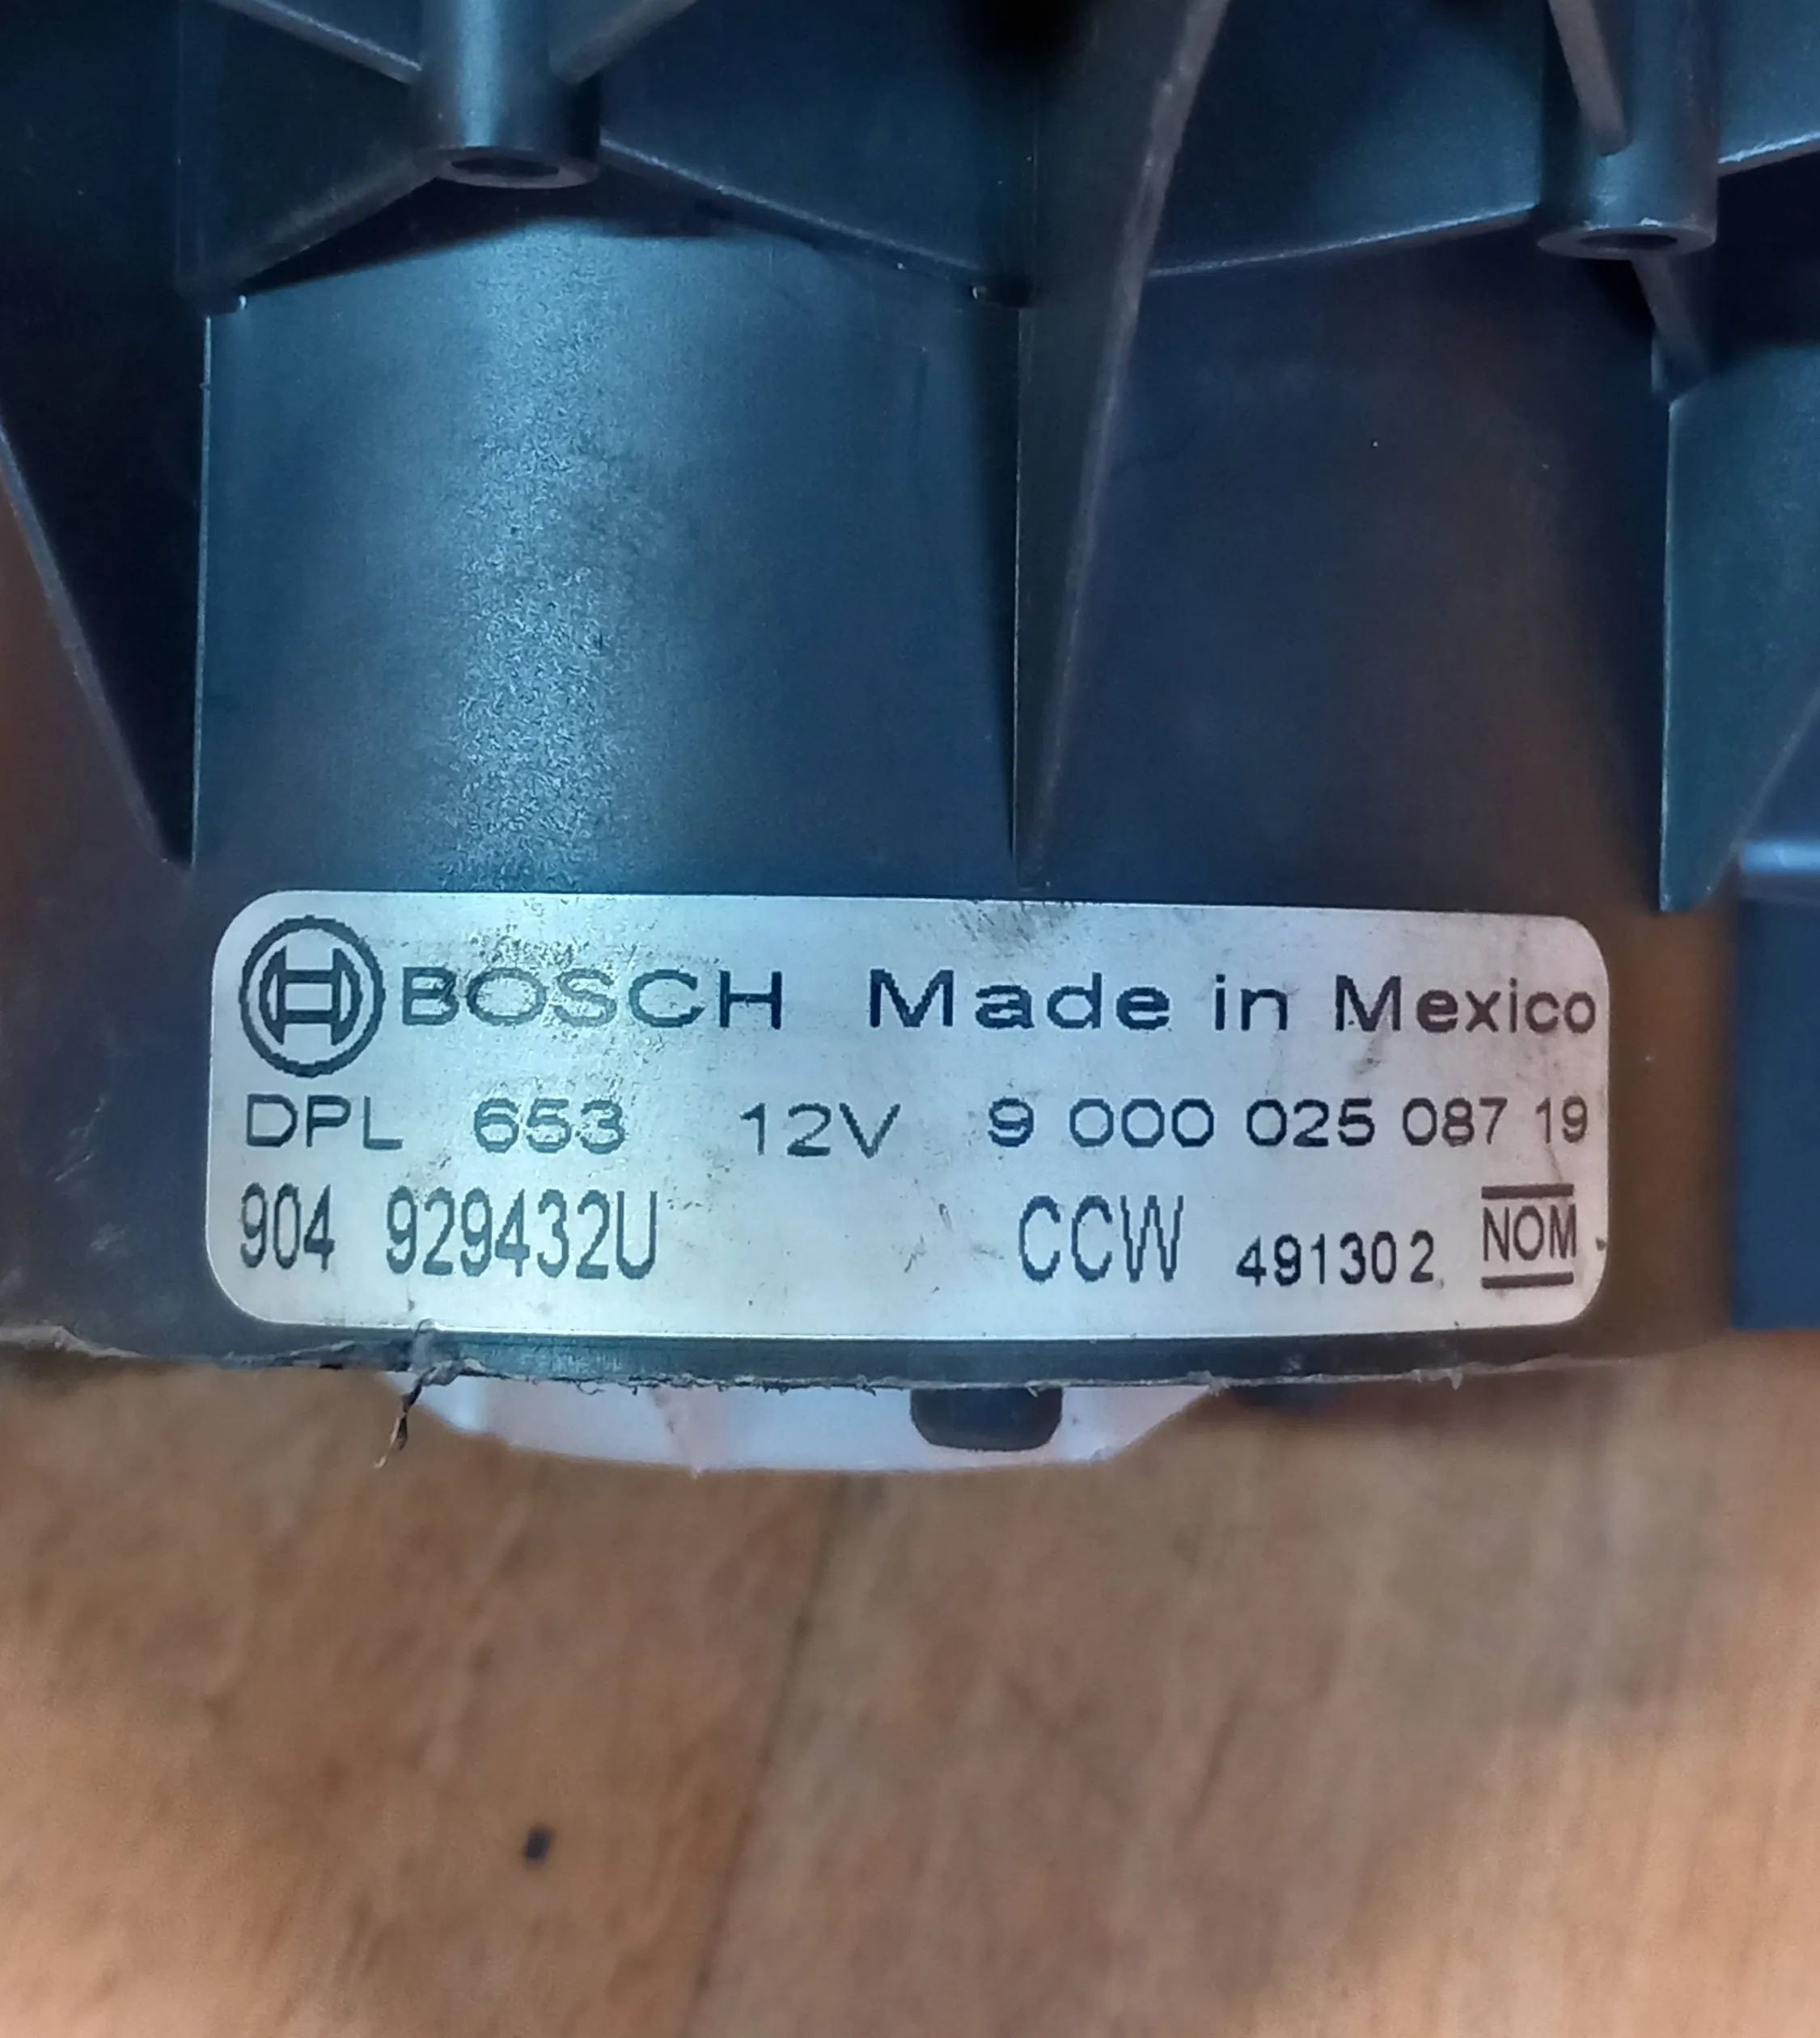 BOSCH Made in Mexico
DPL 653 12V 9 000 025 087 19
904 929432U CCW 491302 NOM